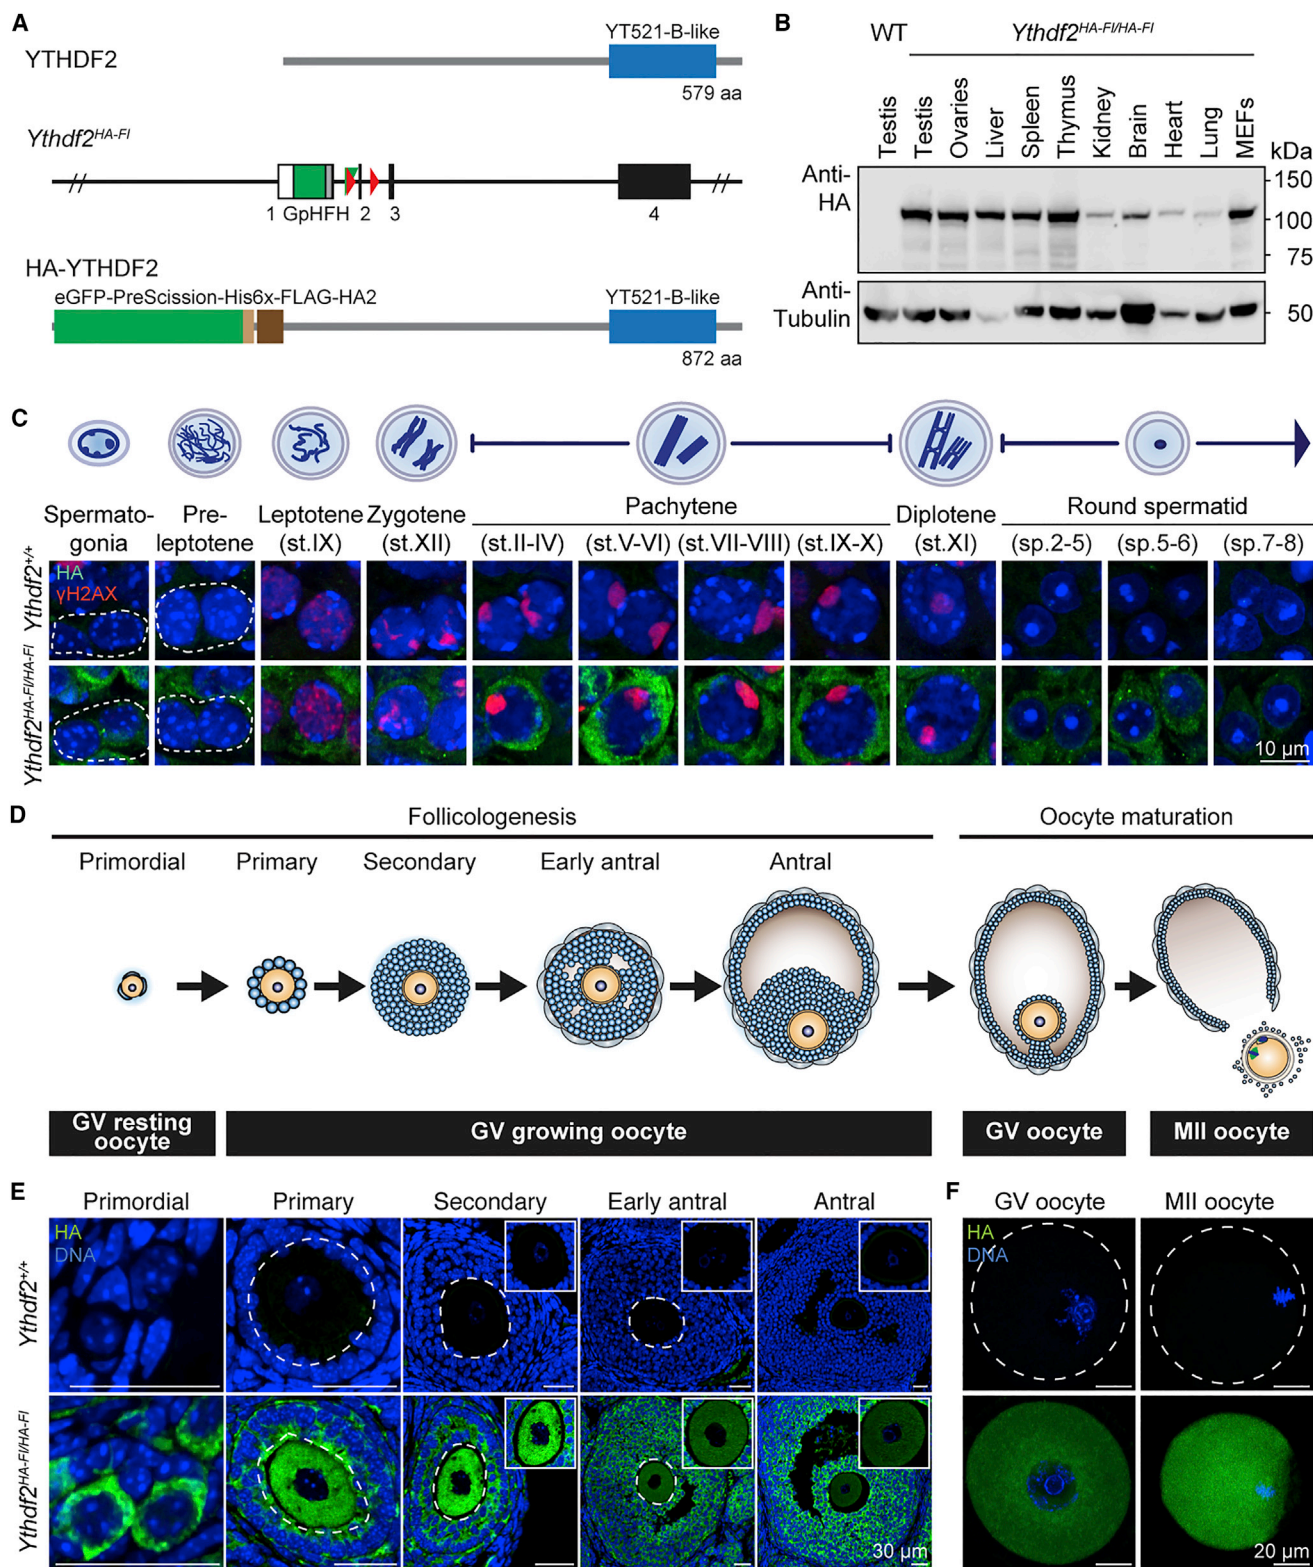 A
YTHDF2
YT521-B-like
579 aa
Ythdf2HA-Fl
1 GpHFH 2 3 4
HA-YTHDF2
eGFP-PreScission-His6x-FLAG-HA2
YT521-B-like
872 aa
B
WT Ythdf2HA-Fl/HA-Fl
Testis Testis Ovaries Liver Spleen Thymus Kidney Brain Heart Lung MEFs
kDa
Anti-
HA
150
100
75
Anti-
Tubulin
50
C
Spermato-
gonia
Pre-
leptotene
Leptotene
(st.IX)
Zygotene
(st.XII)
Pachytene
(st.II-IV) (st.V-VI) (st.VII-VIII) (st.IX-X)
Diplotene
(st.XI)
Round spermatid
(sp.2-5) (sp.5-6) (sp.7-8)
Ythdf2+/+
HA
γH2AX
Ythdf2HA-Fl/HA-Fl
10 µm
D
Follicologenesis Oocyte maturation
Primordial Primary Secondary Early antral Antral
GV resting
oocyte
GV growing oocyte
GV oocyte
MII oocyte
E
Primordial Primary Secondary Early antral Antral
Ythdf2+/+
HA
DNA
Ythdf2HA-Fl/HA-Fl
30 µm
F
GV oocyte MII oocyte
HA
DNA
20 µm